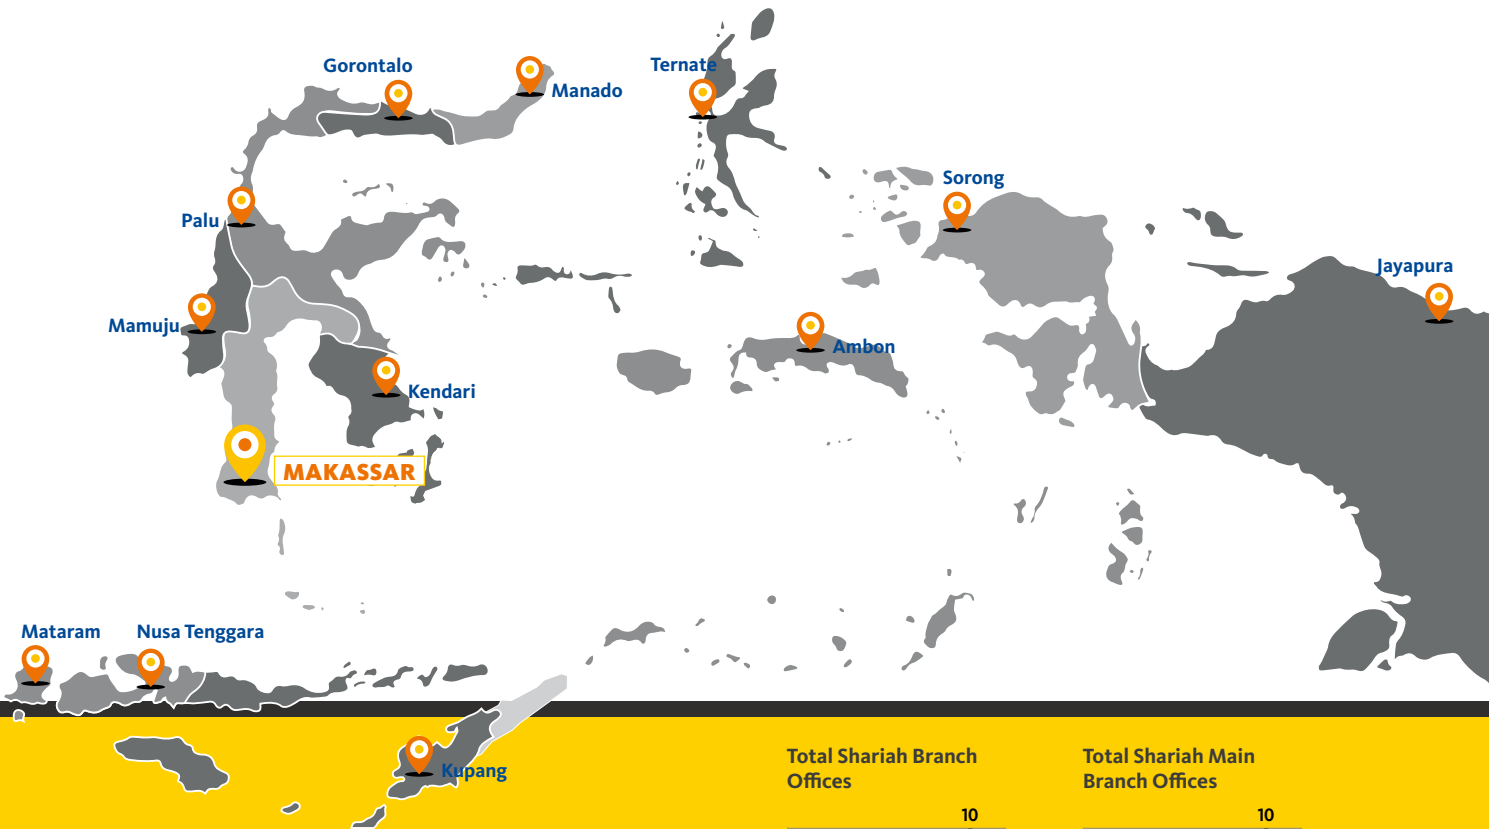 Gorontalo
Manado
Ternate
Sorong
Palu
Jayapura
Mamuju
Ambon
Kendari
MAKASSAR
Mataram
Nusa Tenggara
Kupang
Total Shariah Branch
Offices
10
Total Shariah Main
Branch Offices
10